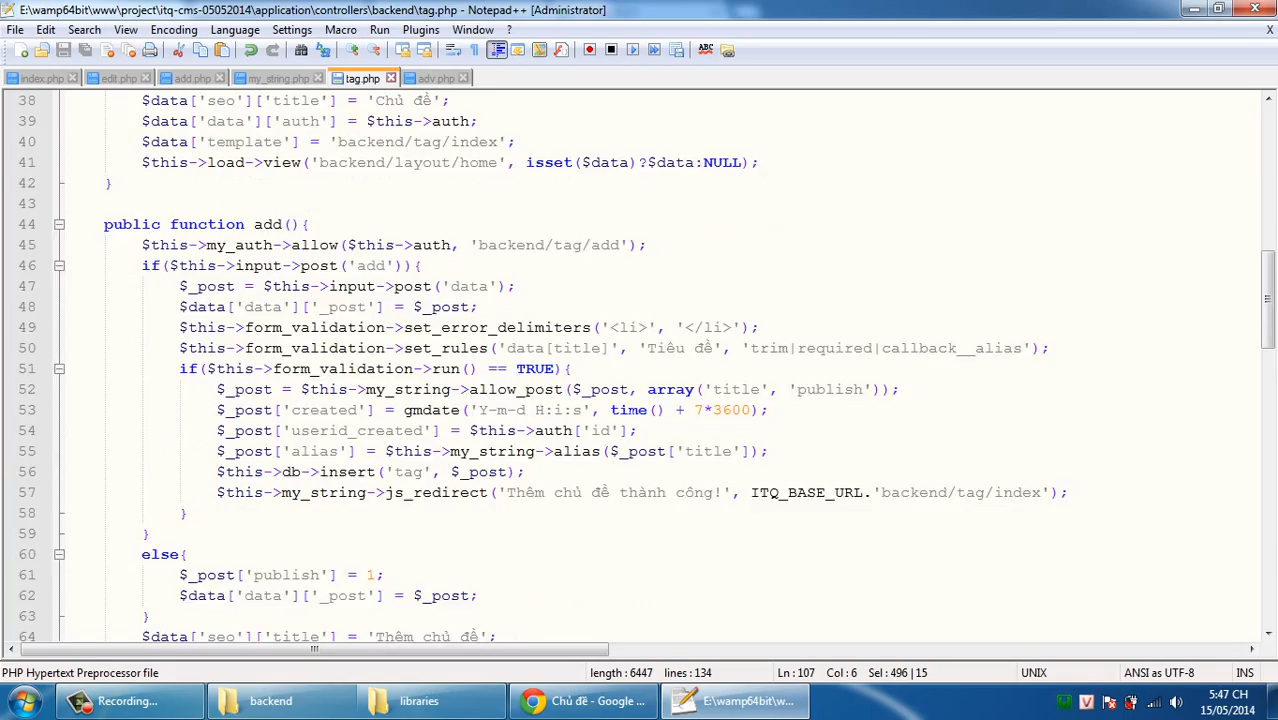 E:\wamp64bit\www\project\itq-cms-05052014\application\controllers\backend\tag.php - Notepad++ [Administrator]
File Edit Search View Encoding Language Settings Macro Run Plugins Window ? X
index.php edit.php add.php my_string.php tag.php adv.php
38 $data['seo']['title'] = 'Chủ đề';
39 $data['data']['auth'] = $this->auth;
40 $data['template'] = 'backend/tag/index';
41 $this->load->view('backend/layout/home', isset($data)?$data:NULL);
42 }
43
44 public function add(){
45 $this->my_auth->allow($this->auth, 'backend/tag/add');
46 if($this->input->post('add')){
47 $_post = $this->input->post('data');
48 $data['data']['_post'] = $_post;
49 $this->form_validation->set_error_delimiters('<li>', '</li>');
50 $this->form_validation->set_rules('data[title]', 'Tiêu đề', 'trim|required|callback__alias');
51 if($this->form_validation->run() == TRUE){
52 $_post = $this->my_string->allow_post($_post, array('title', 'publish'));
53 $_post['created'] = gmdate('Y-m-d H:i:s', time() + 7*3600);
54 $_post['userid_created'] = $this->auth['id'];
55 $_post['alias'] = $this->my_string->alias($_post['title']);
56 $this->db->insert('tag', $_post);
57 $this->my_string->js_redirect('Thêm chủ đề thành công!', ITQ_BASE_URL.'backend/tag/index');
58 }
59 }
60 else{
61 $_post['publish'] = 1;
62 $data['data']['_post'] = $_post;
63 }
64 $data['seo']['title'] = 'Thêm chủ đề';
PHP Hypertext Preprocessor file length : 6447 lines : 134 Ln : 107 Col : 6 Sel : 496 | 15 UNIX ANSI as UTF-8 INS
Recording... backend libraries Chủ đề - Google ... E:\wamp64bit\w... V 5:47 CH
15/05/2014